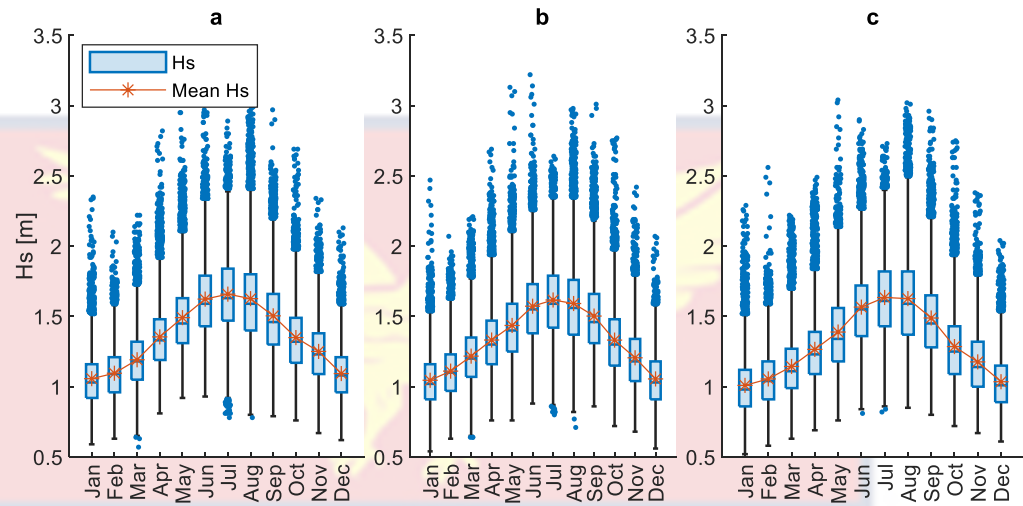 a
b
c
3.5
3
2.5
2
1.5
1
0.5
Hs [m]
Hs
Mean Hs
Jan
Feb
Mar
Apr
May
Jun
Jul
Aug
Sep
Oct
Nov
Dec
3.5
3
2.5
2
1.5
1
0.5
Jan
Feb
Mar
Apr
May
Jun
Jul
Aug
Sep
Oct
Nov
Dec
3.5
3
2.5
2
1.5
1
0.5
Jan
Feb
Mar
Apr
May
Jun
Jul
Aug
Sep
Oct
Nov
Dec